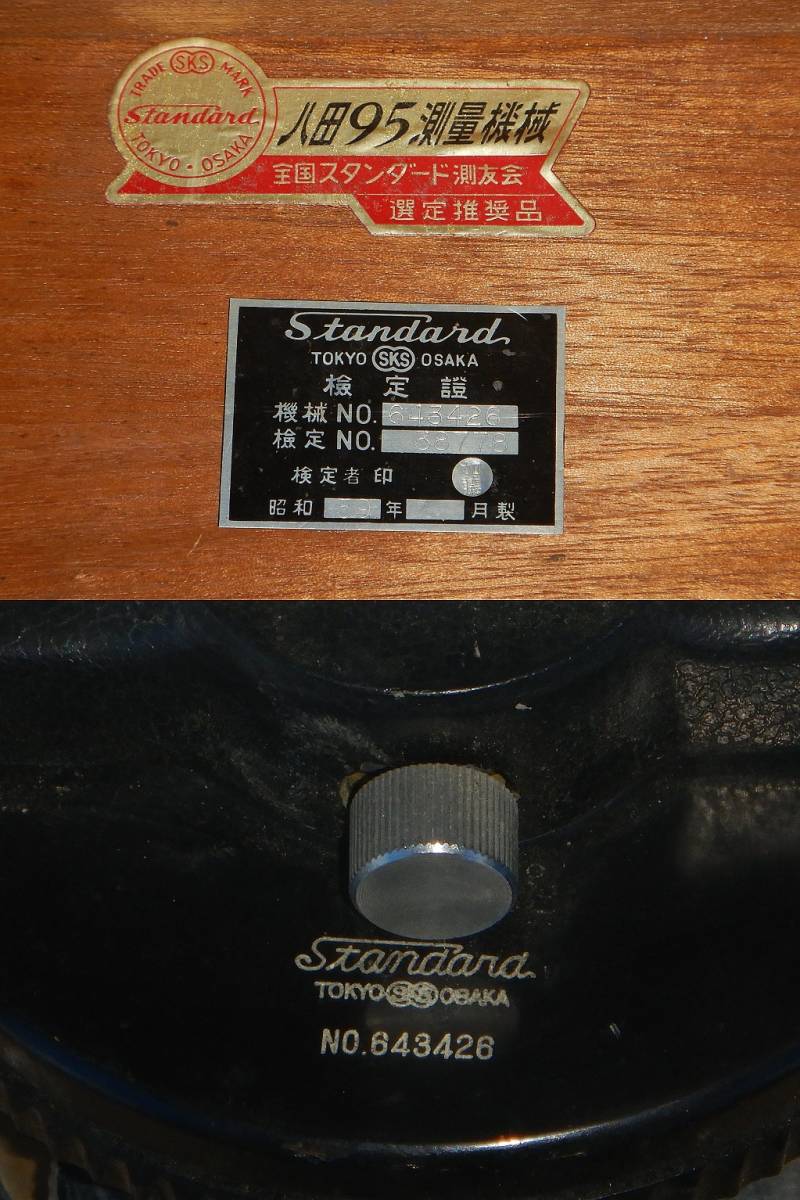 TRADE SKS MARK
Standard
TOKYO・OSAKA
八田95測量機械
全国スタンダード測友会
選定推奨品
Standard
TOKYO SKS OSAKA
檢定證
機械 NO. 643426
檢定 NO.
検定者印
昭和 39 年 月製
Standard
TOKYO SKS OSAKA
NO.643426